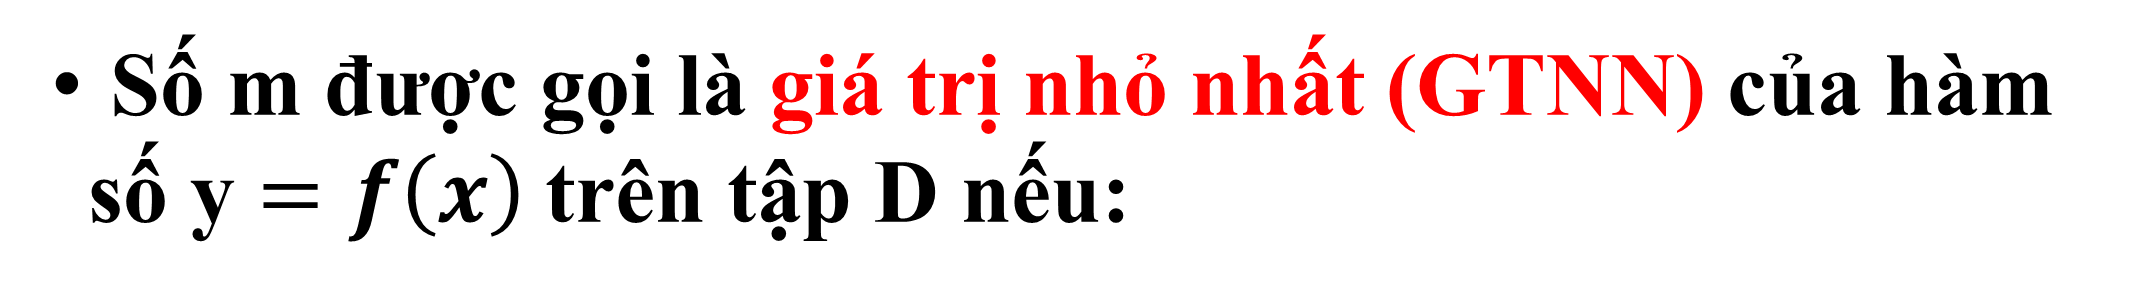 • Số m được gọi là giá trị nhỏ nhất (GTNN) của hàm
số y = f(x) trên tập D nếu: